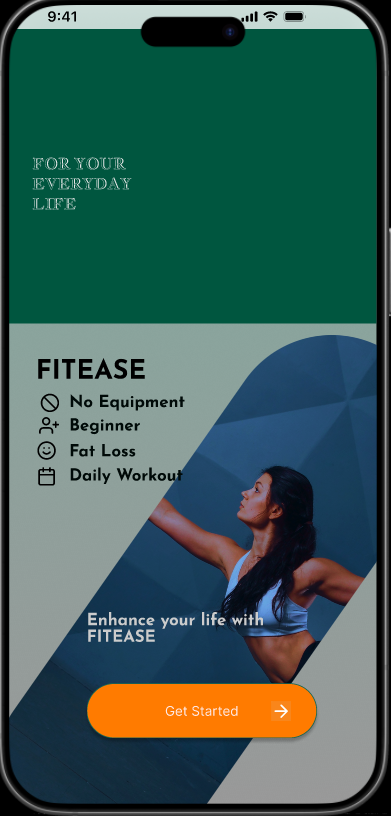 9:41
FOR YOUR
EVERYDAY
LIFE
FITEASE
No Equipment
Beginner
Fat Loss
Daily Workout
Enhance your life with
FITEASE
Get Started